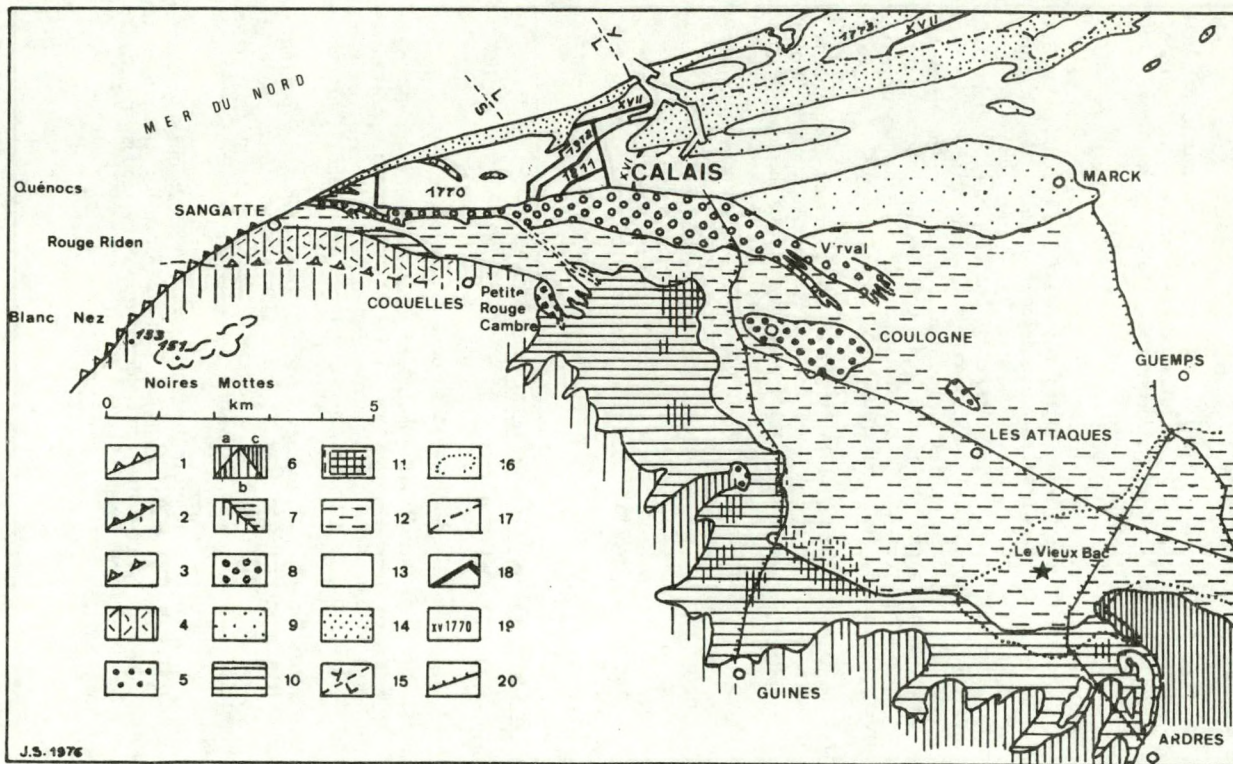 MER DU NORD
Quénocs
SANGATTE
Rouge Riden
Blanc Nez
153
151
Noires Mottes
COQUELLES
Petite Rouge Cambre
1770
1912
1811
XVII
XVI
CALAIS
1773
XVII
L
S
Y
L
MARCK
Virval
COULOGNE
GUEMPS
LES ATTAQUES
Le Vieux Bac
GUINES
ARDRES
0 km 5
1
a c 6
b
11
16
2
7
12
17
3
8
13
18
4
9
14
XV 1770 19
5
10
15
20
J.S. 1976